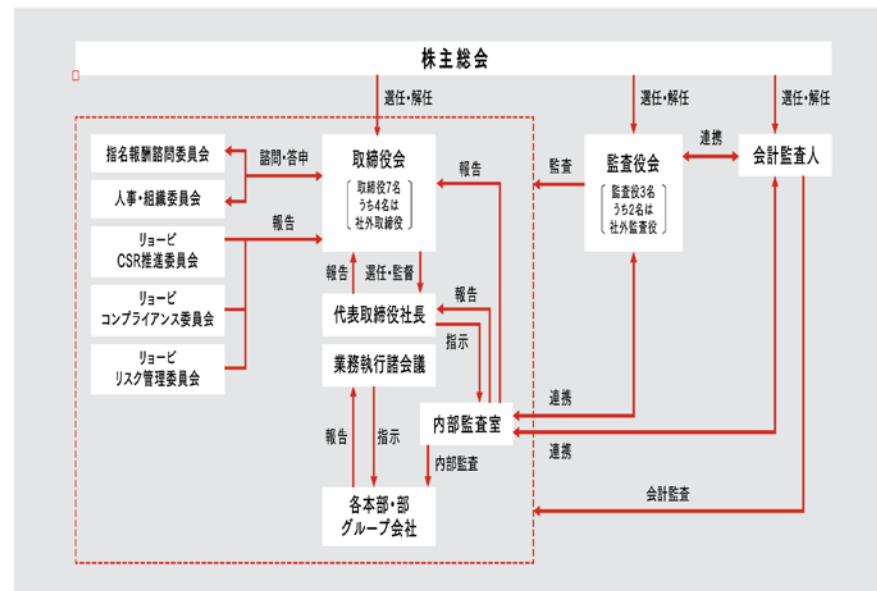 株主総会
選任・解任
選任・解任
選任・解任
指名報酬諮問委員会
諮問・答申
取締役会
取締役7名
うち4名は
社外取締役
報告
監査
監査役会
監査役3名
うち2名は
社外監査役
連携
会計監査人
人事・組織委員会
報告
リョービ
CSR推進委員会
報告
選任・監督
リョービ
コンプライアンス委員会
代表取締役社長
報告
指示
リョービ
リスク管理委員会
業務執行諸会議
連携
内部監査室
報告
指示
連携
内部監査
会計監査
各本部・部
グループ会社